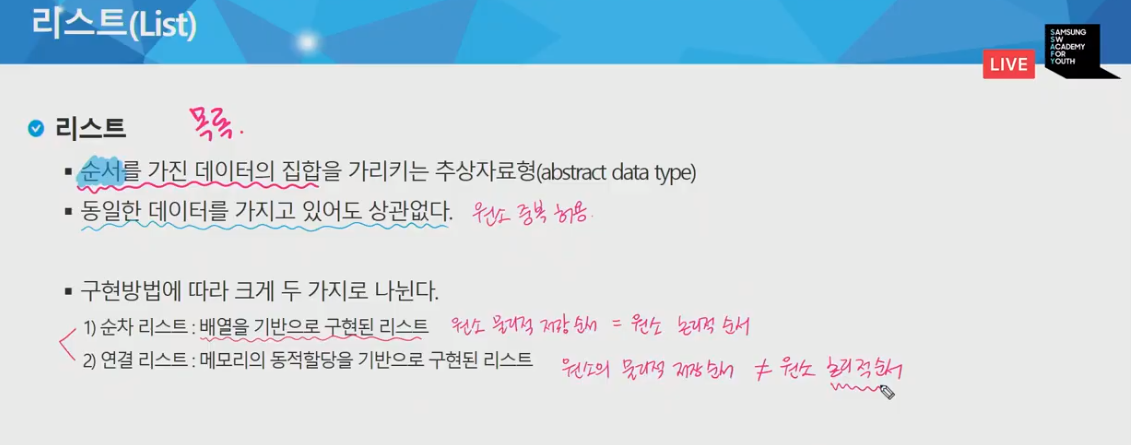 리스트(List)
LIVE
SAMSUNG
SW
ACADEMY
FOR
YOUTH
리스트 목록.
▪ 순서를 가진 데이터의 집합을 가리키는 추상자료형(abstract data type)
▪ 동일한 데이터를 가지고 있어도 상관없다. 원소 중복 허용.
▪ 구현방법에 따라 크게 두 가지로 나뉜다.
1) 순차 리스트 : 배열을 기반으로 구현된 리스트 원소 물리적 저장 순서 = 원소 논리적 순서
2) 연결 리스트 : 메모리의 동적할당을 기반으로 구현된 리스트 원소의 물리적 저장순서 ≠ 원소 논리적순서